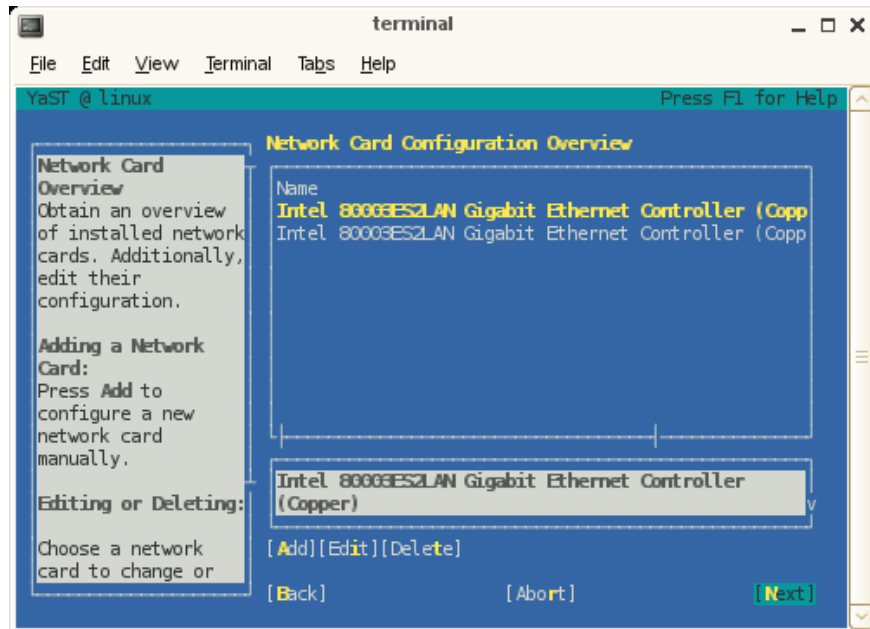 terminal
File Edit View Terminal Tabs Help
YaST @ linux Press F1 for Help
Network Card Configuration Overview
Network Card
Overview
Obtain an overview
of installed network
cards. Additionally,
edit their
configuration.
Adding a Network
Card:
Press Add to
configure a new
network card
manually.
Editing or Deleting:
Choose a network
card to change or
Name
Intel 80003ES2LAN Gigabit Ethernet Controller (Copp
Intel 80003ES2LAN Gigabit Ethernet Controller (Copp
Intel 80003ES2LAN Gigabit Ethernet Controller
(Copper)
[Add][Edit][Delete]
[Back] [Abort] [Next]